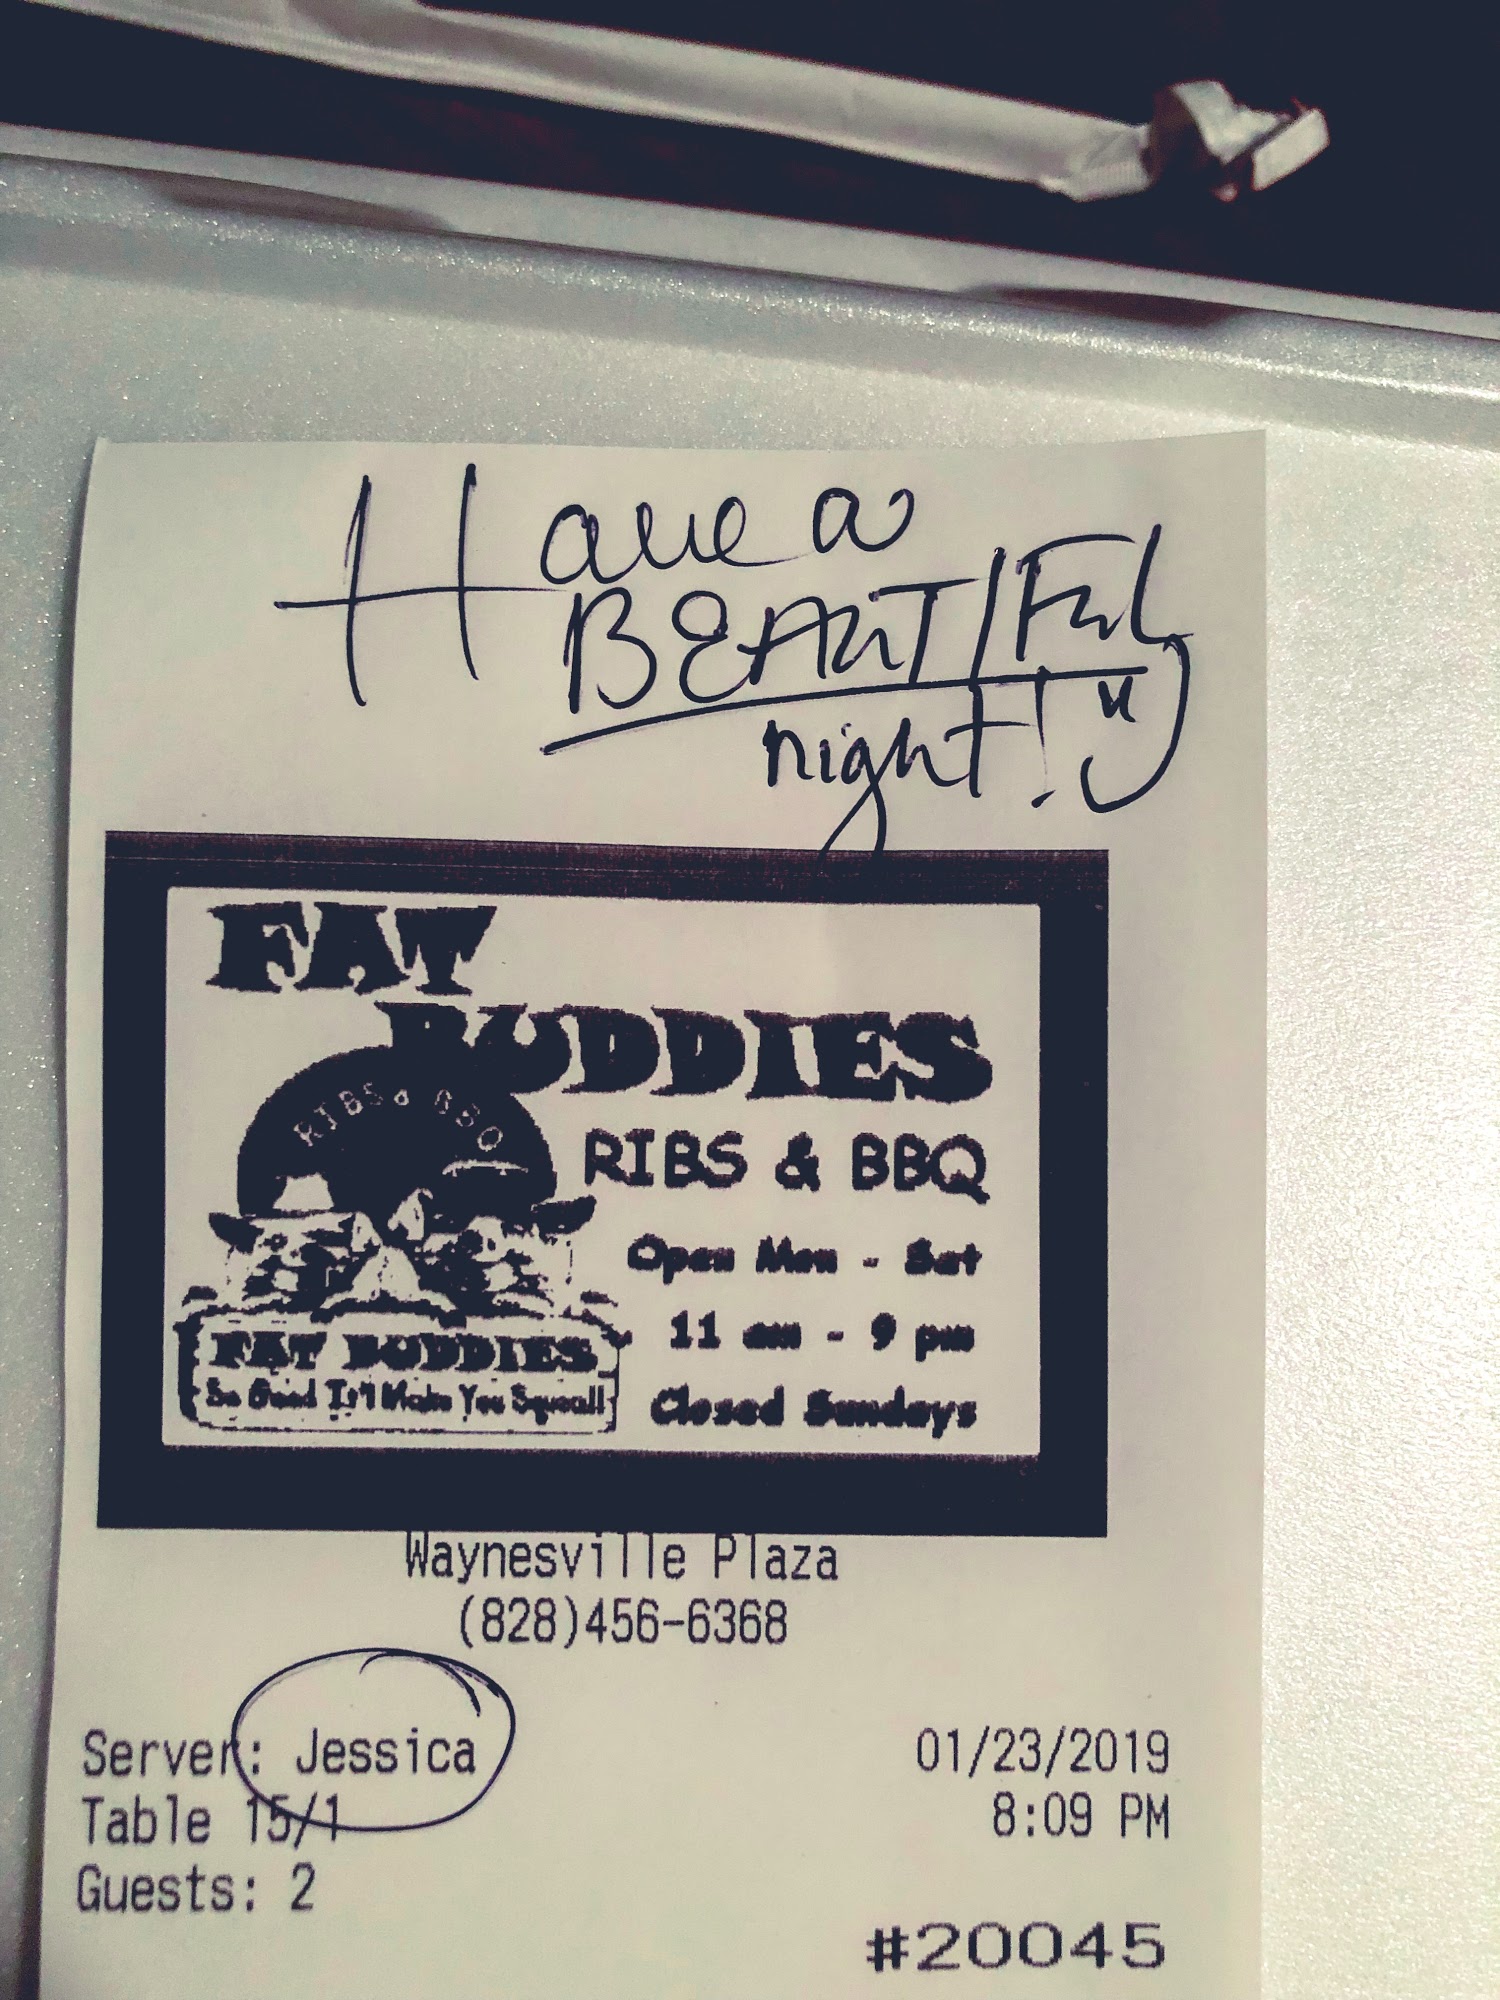 Have a
BEAUTIFul
night!
FAT
BUDDIES
RIBS & BBQ
RIBS & BBQ
Open Mon - Sat
11 am - 9 pm
Closed Sundays
FAT BUDDIES
So Good It'll Make You Squeall
Waynesville Plaza
(828)456-6368
Server: Jessica 01/23/2019
Table 15/1 8:09 PM
Guests: 2
#20045